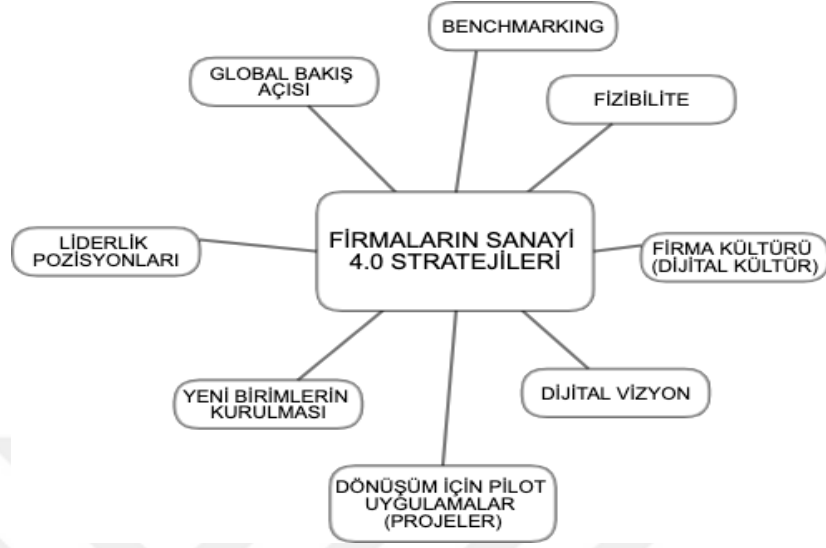 BENCHMARKING
GLOBAL BAKIŞ
AÇISI
FİZİBİLİTE
FİRMALARIN SANAYİ
4.0 STRATEJİLERİ
LİDERLİK
POZİSYONLARI
FİRMA KÜLTÜRÜ
(DİJİTAL KÜLTÜR)
YENİ BİRİMLERİN
KURULMASI
DİJİTAL VİZYON
DÖNÜŞÜM İÇİN PİLOT
UYGULAMALAR
(PROJELER)